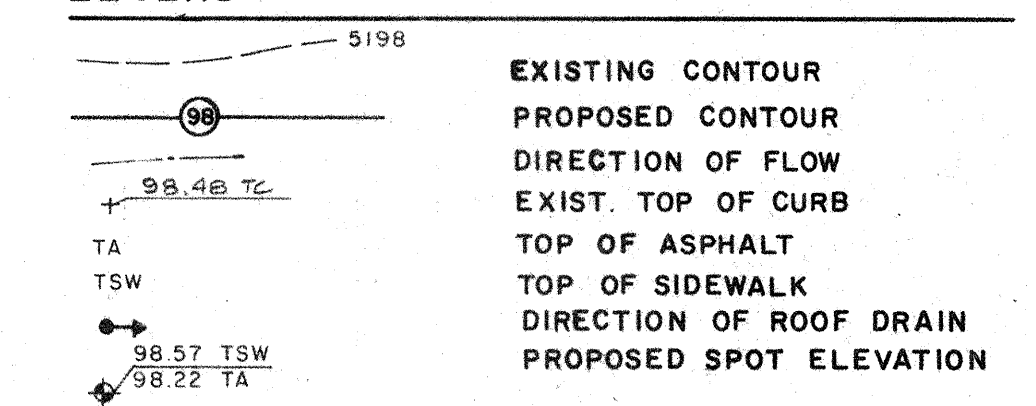 5198
EXISTING CONTOUR
98
PROPOSED CONTOUR
DIRECTION OF FLOW
98.48 TC
EXIST. TOP OF CURB
TA
TOP OF ASPHALT
TSW
TOP OF SIDEWALK
DIRECTION OF ROOF DRAIN
98.57 TSW
98.22 TA
PROPOSED SPOT ELEVATION